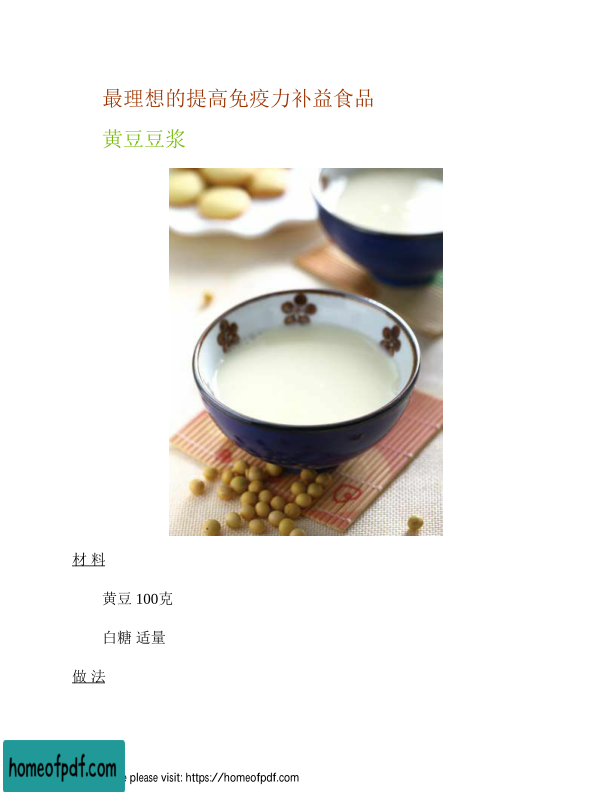 最理想的提高免疫力补益食品
黄豆豆浆
材 料
黄豆 100克
白糖 适量
做 法
homeofpdf.com
e please visit: https://homeofpdf.com